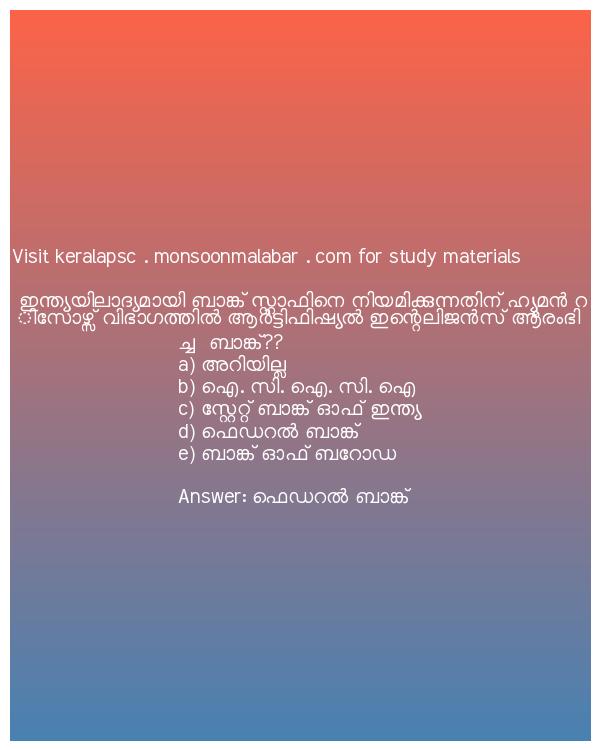 Visit keralapsc . monsoonmalabar . com for study materials
ഇന്ത്യയിലാദ്യമായി ബാങ്ക് സ്റ്റാഫിനെ നിയമിക്കുന്നതിന് ഹ്യൂമൻ റ
ിസോഴ്സ് വിഭാഗത്തിൽ ആർട്ടിഫിഷ്യൽ ഇന്റെലിജൻസ് ആരംഭി
ച്ച ബാങ്ക്??
a) അറിയില്ല
b) ഐ. സി. ഐ. സി. ഐ
c) സ്റ്റേറ്റ് ബാങ്ക് ഓഫ് ഇന്ത്യ
d) ഫെഡറൽ ബാങ്ക്
e) ബാങ്ക് ഓഫ് ബറോഡ
Answer: ഫെഡറൽ ബാങ്ക്